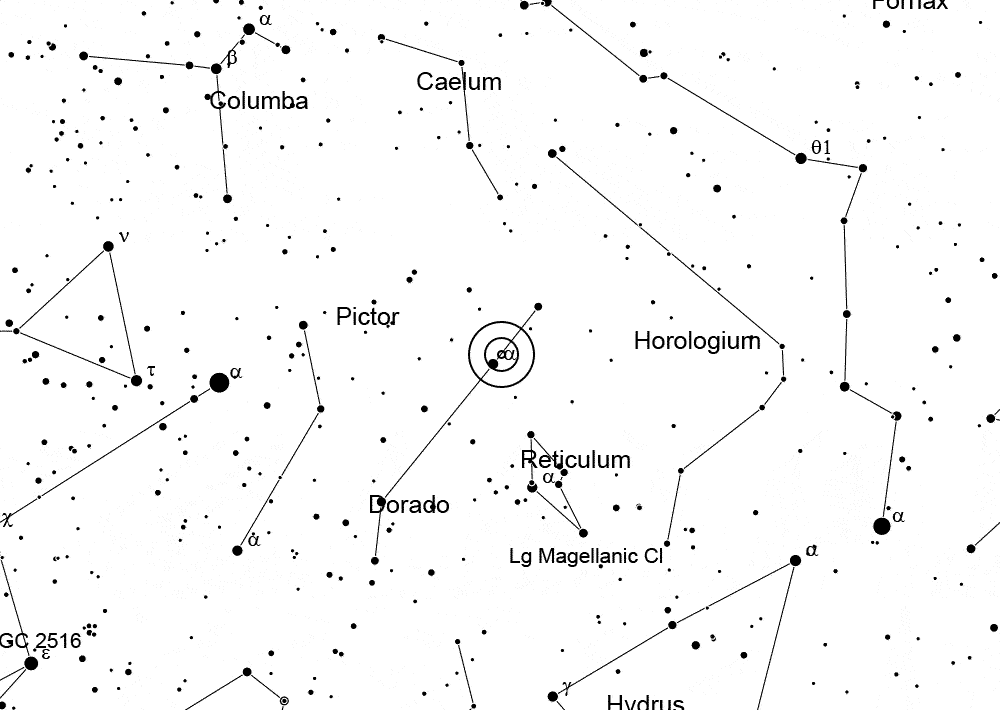 Fornax
α
β
Caelum
Columba
θ1
ν
Pictor
Horologium
α
τ
α
Reticulum
α
Dorado
χ
α
α
Lg Magellanic Cl
α
GC 2516
ε
γ
Hydrus